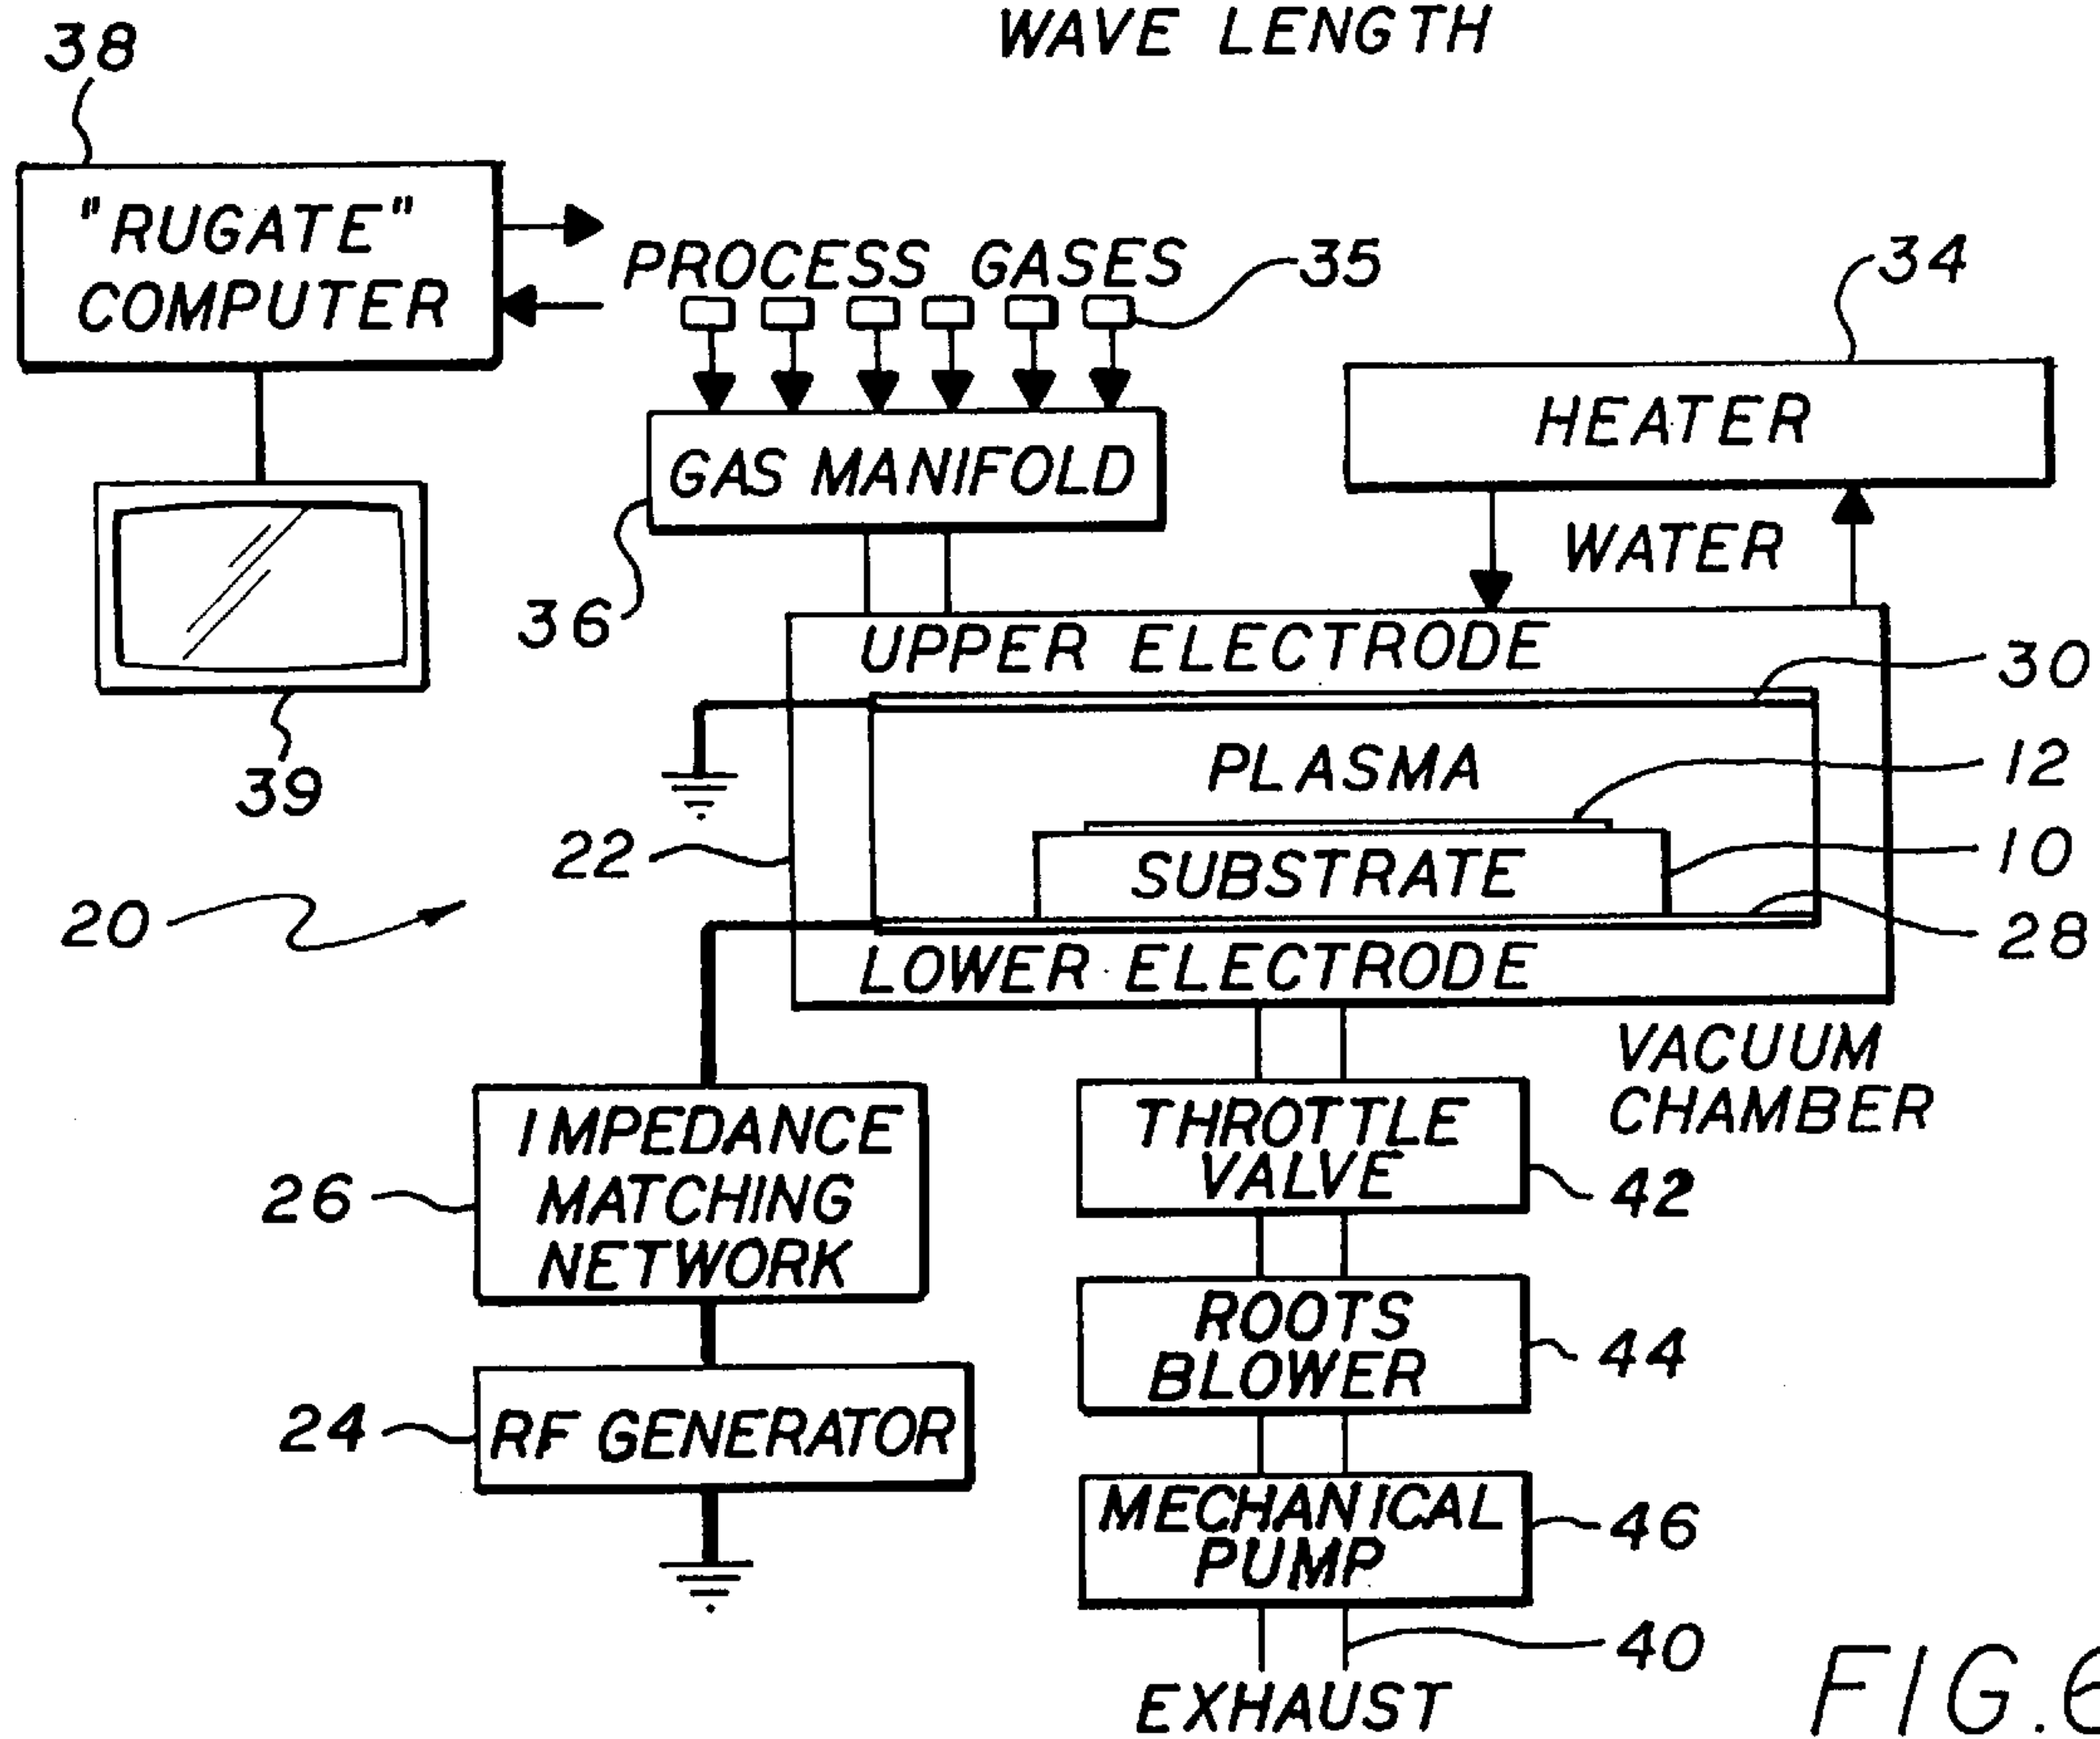 WAVE LENGTH
38
"RUGATE"
COMPUTER
PROCESS GASES
35
34
HEATER
GAS MANIFOLD
WATER
36
39
UPPER ELECTRODE
30
PLASMA
12
22
SUBSTRATE
10
20
28
LOWER ELECTRODE
VACUUM
CHAMBER
IMPEDANCE
MATCHING
NETWORK
26
THROTTLE
VALVE
42
ROOTS
BLOWER
44
24
RF GENERATOR
MECHANICAL
PUMP
46
40
EXHAUST
FIG.6